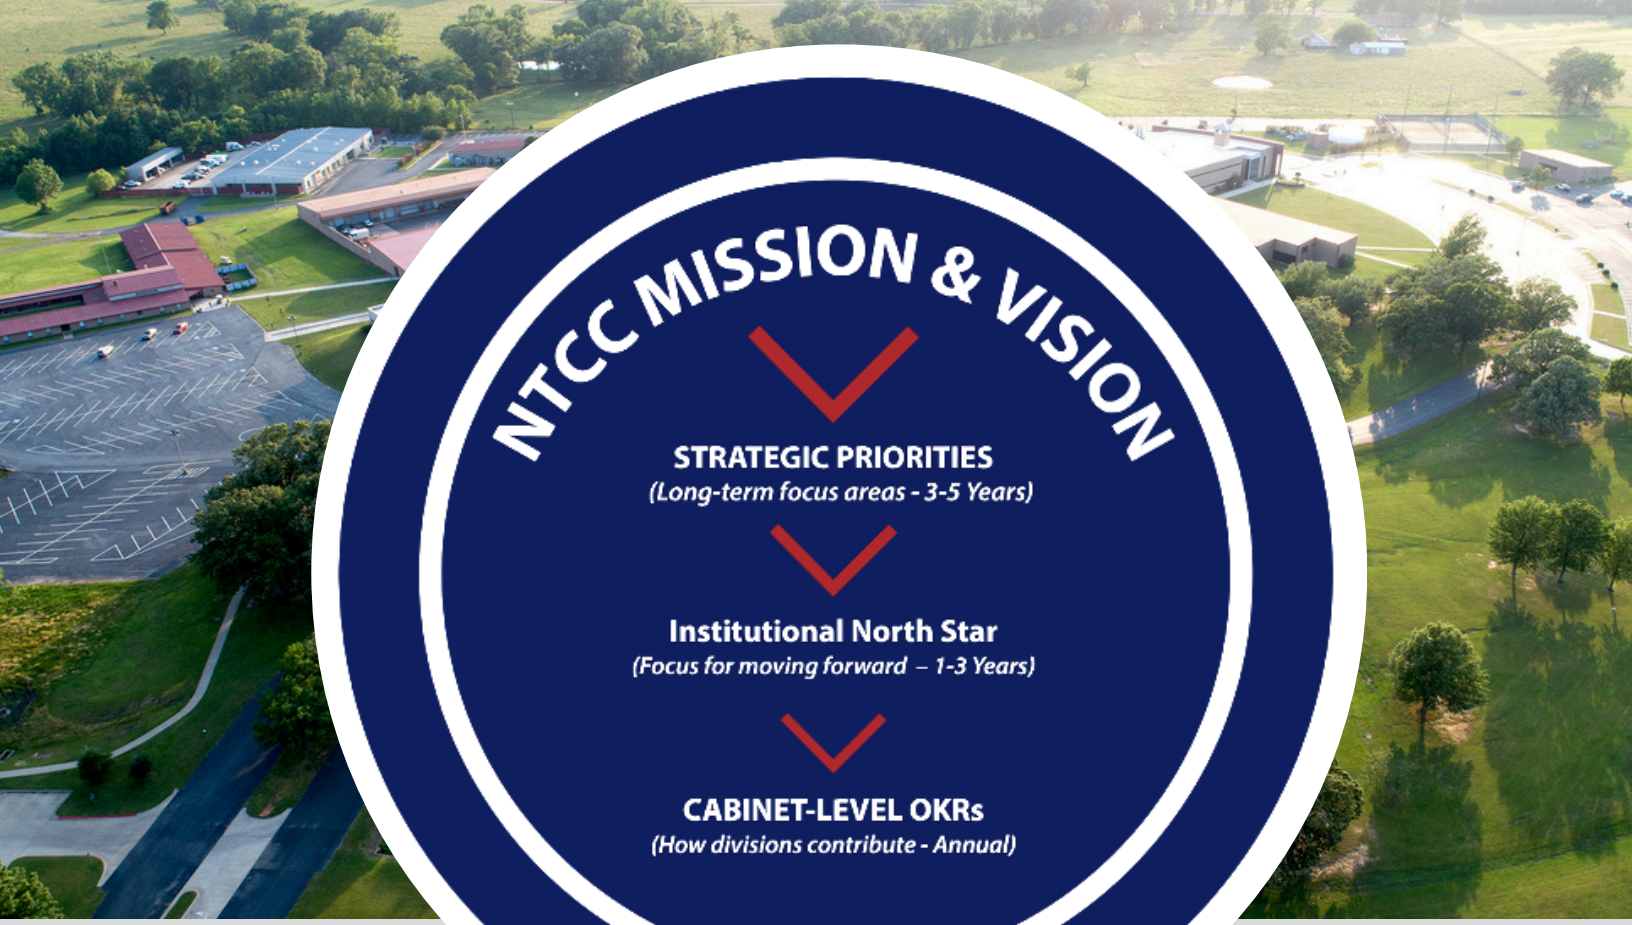 NTCC MISSION & VISION
STRATEGIC PRIORITIES
(Long-term focus areas - 3-5 Years)
Institutional North Star
(Focus for moving forward – 1-3 Years)
CABINET-LEVEL OKRs
(How divisions contribute - Annual)